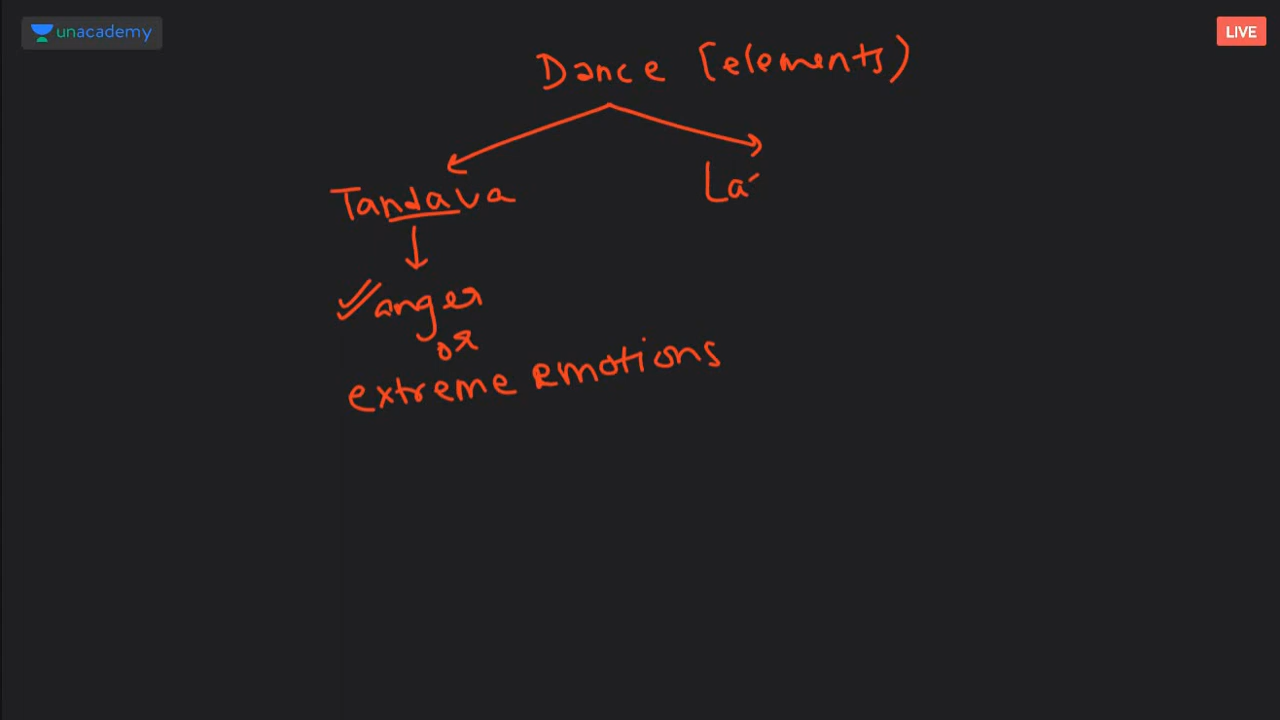 unacademy
LIVE
Dance (elements)
Tandava La
anger
or
extreme emotions